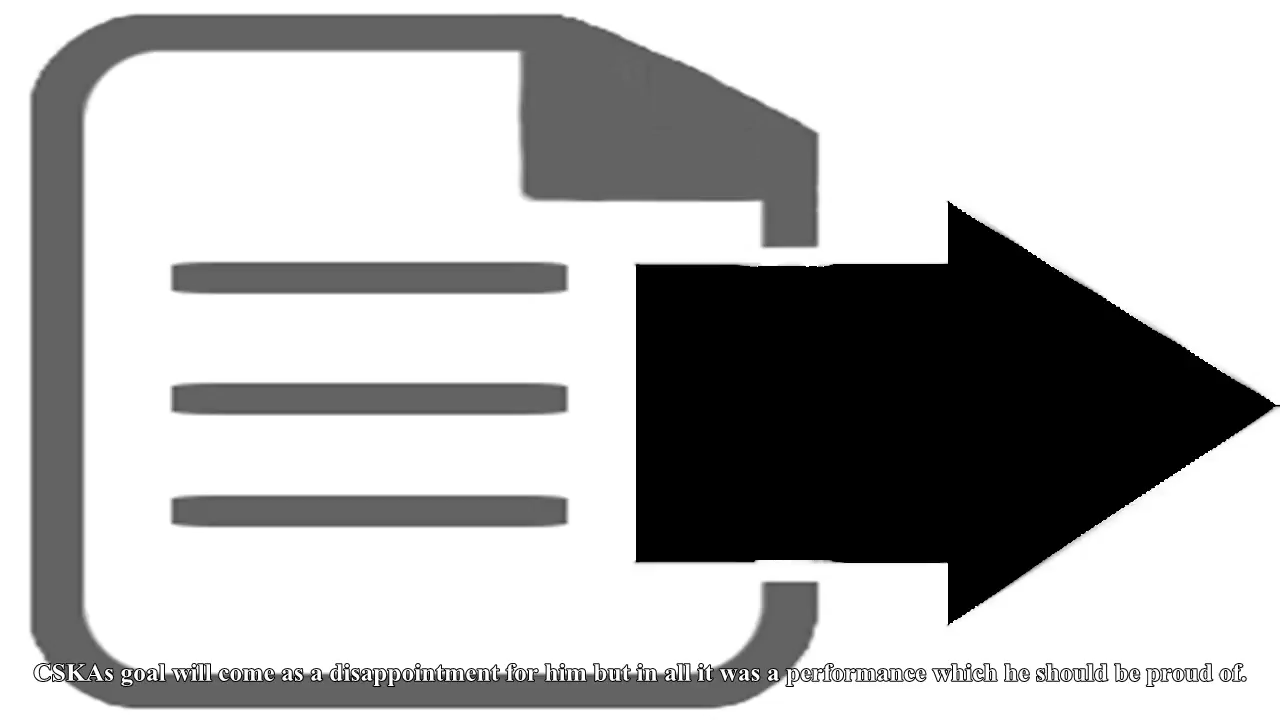 CSKAs goal will come as a disappointment for him but in all it was a performance which he should be proud of.